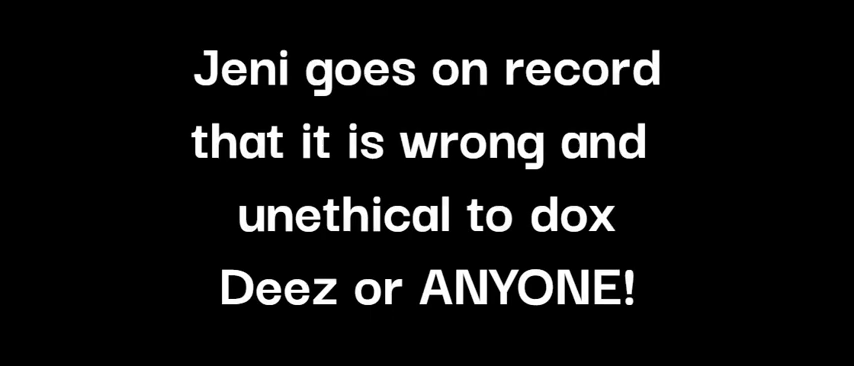 Jeni goes on record
that it is wrong and
unethical to dox
Deez or ANYONE!